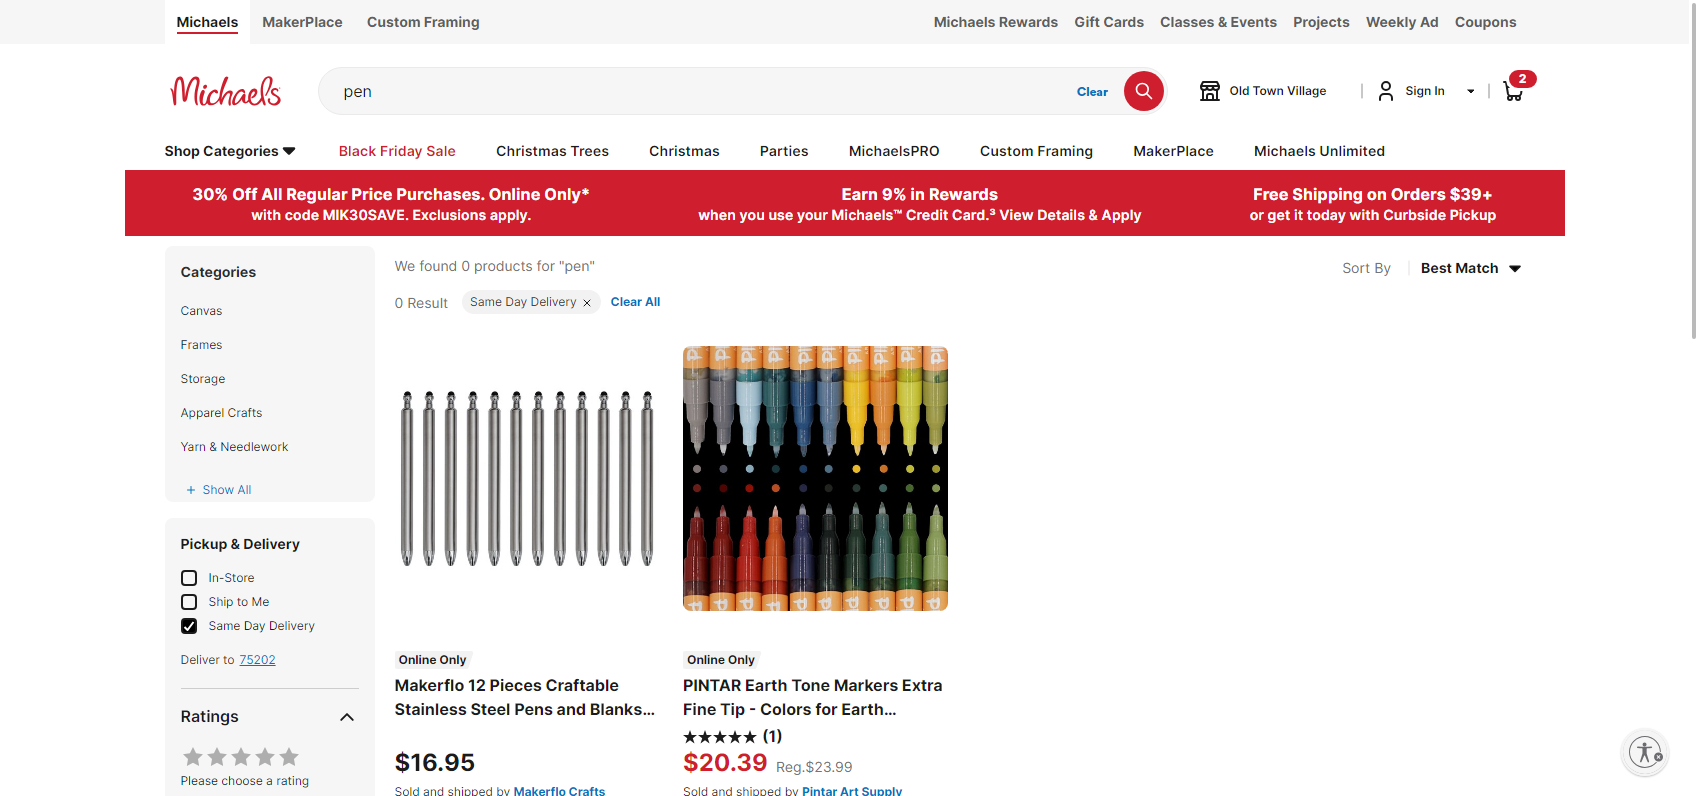 Michaels MakerPlace Custom Framing Michaels Rewards Gift Cards Classes & Events Projects Weekly Ad Coupons
Michaels pen Clear Old Town Village Sign In 2
Shop Categories Black Friday Sale Christmas Trees Christmas Parties MichaelsPRO Custom Framing MakerPlace Michaels Unlimited
30% Off All Regular Price Purchases. Online Only*
with code MIK30SAVE. Exclusions apply.
Earn 9% in Rewards
when you use your Michaels™ Credit Card.³ View Details & Apply
Free Shipping on Orders $39+
or get it today with Curbside Pickup
Categories
Canvas
Frames
Storage
Apparel Crafts
Yarn & Needlework
+ Show All
Pickup & Delivery
In-Store
Ship to Me
Same Day Delivery
Deliver to 75202
Ratings
Please choose a rating
We found 0 products for "pen"
Sort By Best Match
0 Result Same Day Delivery × Clear All
Online Only
Makerflo 12 Pieces Craftable
Stainless Steel Pens and Blanks...
$16.95
Sold and shipped by Makerflo Crafts
Online Only
PINTAR Earth Tone Markers Extra
Fine Tip - Colors for Earth...
(1)
$20.39 Reg.$23.99
Sold and shipped by Pintar Art Supply